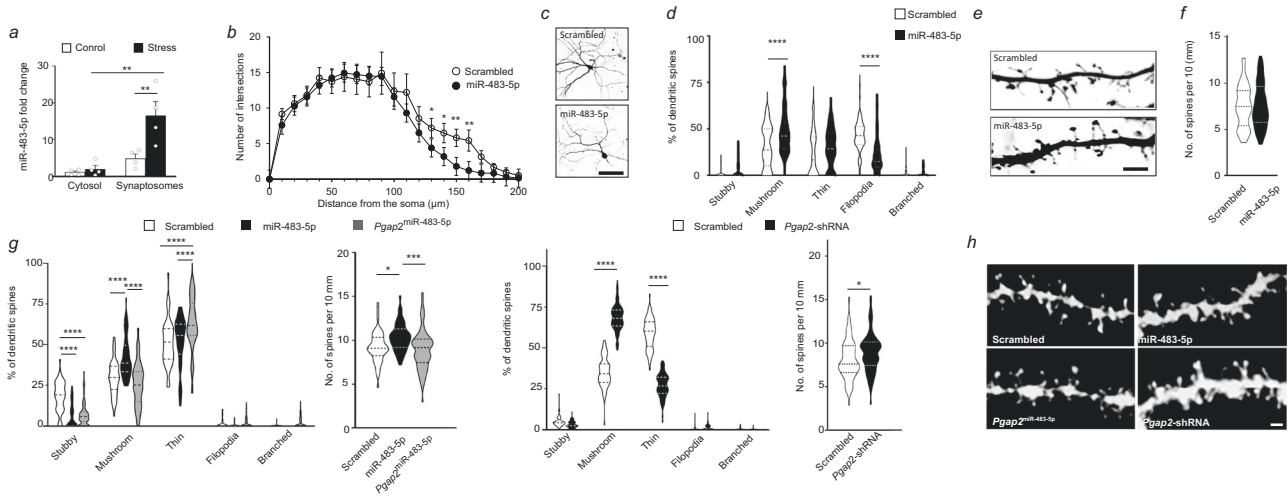 a
Conrol Stress
miR-483-5p fold change
30
20
10
0
**
**
Cytosol Synaptosomes
b
Number of intersections
20
15
10
5
0
Scrambled
miR-483-5p
* * ** **
0 50 100 150 200
Distance from the soma (µm)
c
Scrambled
miR-483-5p
d
Scrambled
miR-483-5p
% of dendritic spines
100
50
0
**** ****
Stubby Mushroom Thin Filopodia Branched
e
Scrambled
miR-483-5p
f
No. of spines per 10 (mm)
15
10
5
0
Scrambled miR-483-5p
g
Scrambled miR-483-5p Pgap2miR-483-5p
% of dendritic spines
100
75
50
25
0
****
****
**** ****
****
****
Stubby Mushroom Thin Filopodia Branched
No. of spines per 10 mm
20
15
10
5
0
* ***
Scrambled miR-483-5p Pgap2miR-483-5p
Scrambled Pgap2-shRNA
% of dendritic spines
100
75
50
25
0
**** ****
Stubby Mushroom Thin Filopodia Branched
No. of spines per 10 mm
20
15
10
5
0
*
Scrambled Pgap2-shRNA
h
Scrambled miR-483-5p
Pgap2miR-483-5p Pgap2-shRNA